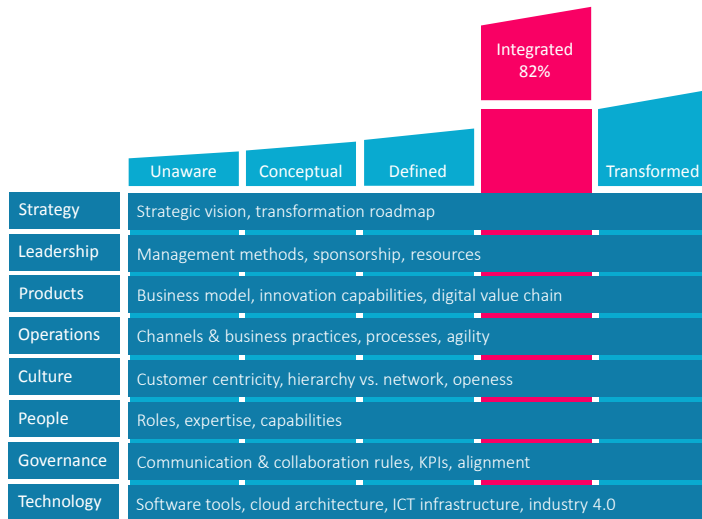 Integrated
82%
Unaware
Conceptual
Defined
Transformed
Strategy
Strategic vision, transformation roadmap
Leadership
Management methods, sponsorship, resources
Products
Business model, innovation capabilities, digital value chain
Operations
Channels & business practices, processes, agility
Culture
Customer centricity, hierarchy vs. network, openess
People
Roles, expertise, capabilities
Governance
Communication & collaboration rules, KPIs, alignment
Technology
Software tools, cloud architecture, ICT infrastructure, industry 4.0